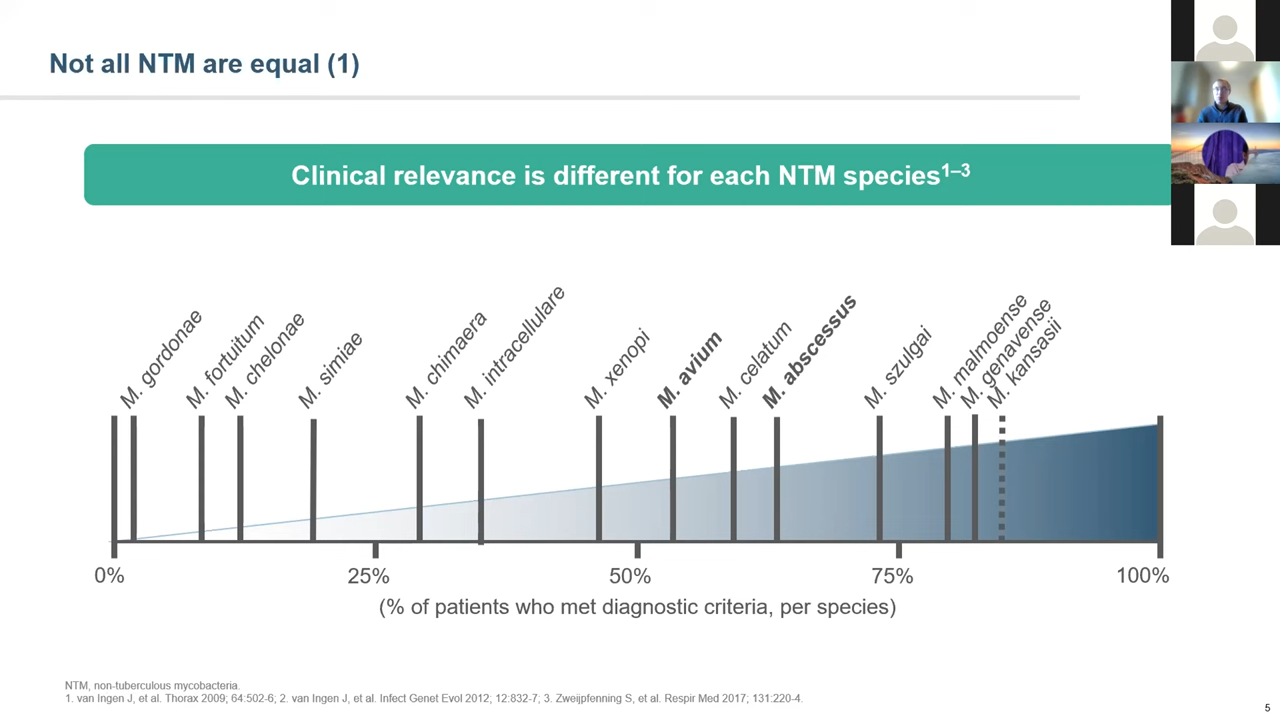 Not all NTM are equal (1)
Clinical relevance is different for each NTM species1–3
M. gordonae
M. fortuitum
M. chelonae
M. simiae
M. chimaera
M. intracellulare
M. xenopi
M. avium
M. celatum
M. abscessus
M. szulgai
M. malmoense
M. genavense
M. kansasii
0% 25% 50% 75% 100%
(% of patients who met diagnostic criteria, per species)
NTM, non-tuberculous mycobacteria.
1. van Ingen J, et al. Thorax 2009; 64:502-6; 2. van Ingen J, et al. Infect Genet Evol 2012; 12:832-7, 3. Zweijpfenning S, et al. Respir Med 2017; 131:220-4.
5